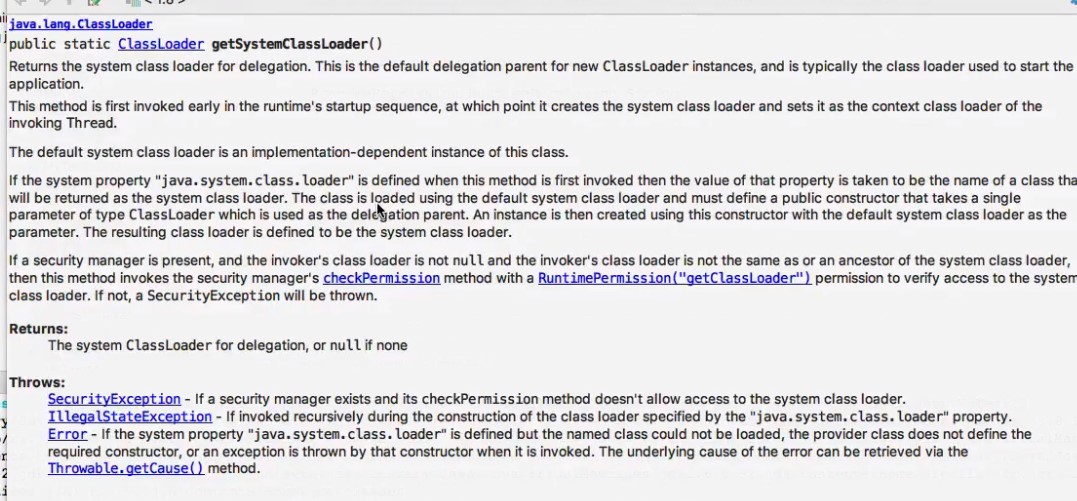 < 1.8 >
java.lang.ClassLoader
public static ClassLoader getSystemClassLoader()
Returns the system class loader for delegation. This is the default delegation parent for new ClassLoader instances, and is typically the class loader used to start the
application.
This method is first invoked early in the runtime's startup sequence, at which point it creates the system class loader and sets it as the context class loader of the
invoking Thread.
The default system class loader is an implementation-dependent instance of this class.
If the system property "java.system.class.loader" is defined when this method is first invoked then the value of that property is taken to be the name of a class tha
will be returned as the system class loader. The class is loaded using the default system class loader and must define a public constructor that takes a single
parameter of type ClassLoader which is used as the delegation parent. An instance is then created using this constructor with the default system class loader as the
parameter. The resulting class loader is defined to be the system class loader.
If a security manager is present, and the invoker's class loader is not null and the invoker's class loader is not the same as or an ancestor of the system class loader,
then this method invokes the security manager's checkPermission method with a RuntimePermission("getClassLoader") permission to verify access to the system
class loader. If not, a SecurityException will be thrown.
Returns:
The system ClassLoader for delegation, or null if none
Throws:
SecurityException - If a security manager exists and its checkPermission method doesn't allow access to the system class loader.
IllegalStateException - If invoked recursively during the construction of the class loader specified by the "java.system.class.loader" property.
Error - If the system property "java.system.class.loader" is defined but the named class could not be loaded, the provider class does not define the
required constructor, or an exception is thrown by that constructor when it is invoked. The underlying cause of the error can be retrieved via the
Throwable.getCause() method.